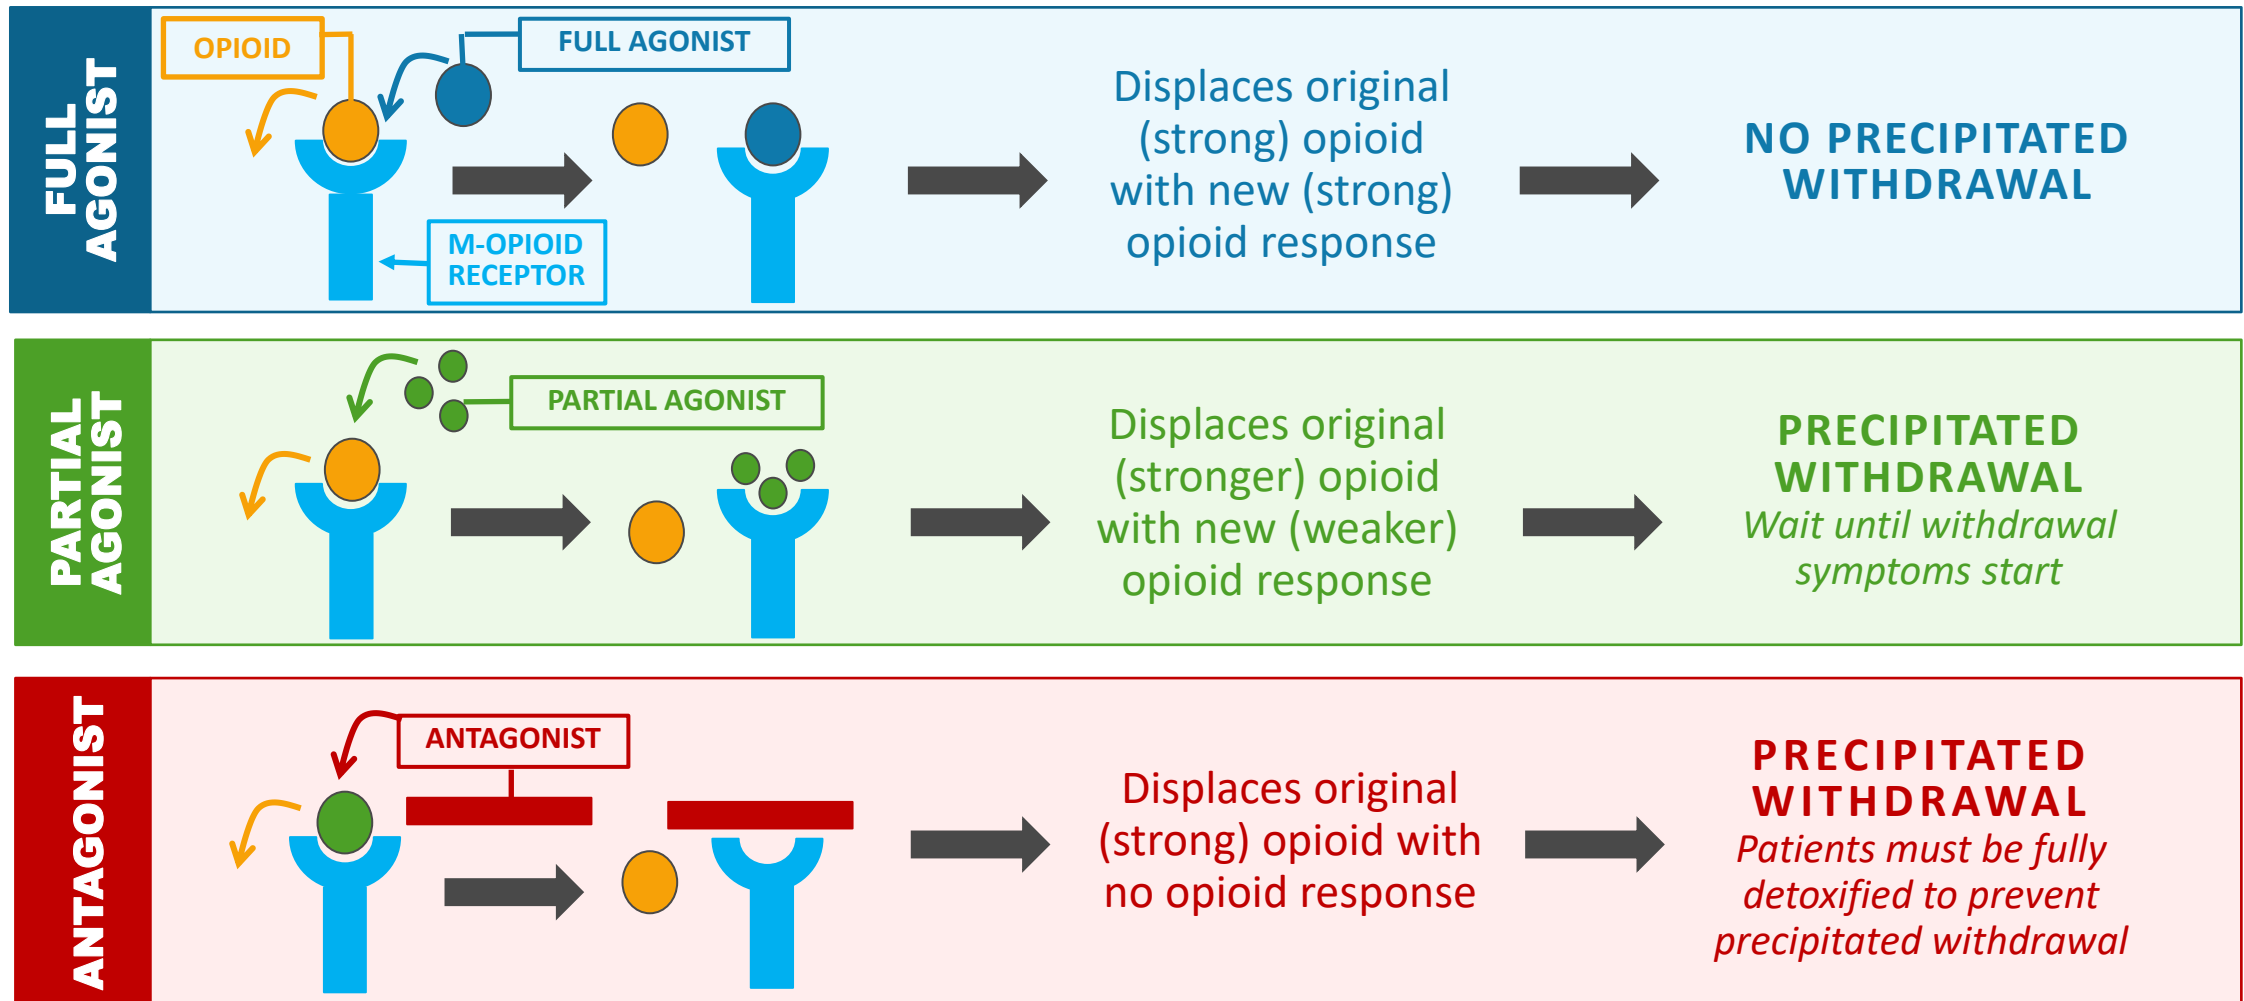 FULL
AGONIST
OPIOID
FULL AGONIST
M-OPIOID
RECEPTOR
Displaces original
(strong) opioid
with new (strong)
opioid response
NO PRECIPITATED
WITHDRAWAL
PARTIAL
AGONIST
PARTIAL AGONIST
Displaces original
(stronger) opioid
with new (weaker)
opioid response
PRECIPITATED
WITHDRAWAL
Wait until withdrawal
symptoms start
ANTAGONIST
ANTAGONIST
Displaces original
(strong) opioid with
no opioid response
PRECIPITATED
WITHDRAWAL
Patients must be fully
detoxified to prevent
precipitated withdrawal